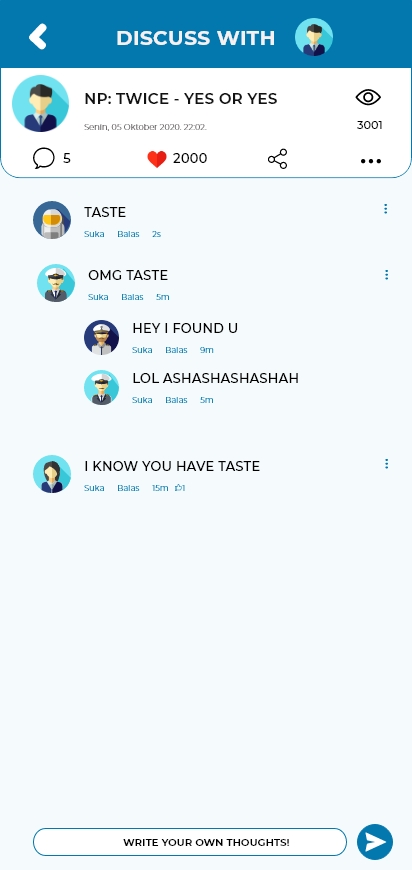 DISCUSS WITH
NP: TWICE - YES OR YES
Senin, 05 Oktober 2020. 22:02.
3001
5 2000
TASTE
Suka Balas 2s
OMG TASTE
Suka Balas 5m
HEY I FOUND U
Suka Balas 9m
LOL ASHASHASHASHAH
Suka Balas 5m
I KNOW YOU HAVE TASTE
Suka Balas 15m 1
WRITE YOUR OWN THOUGHTS!